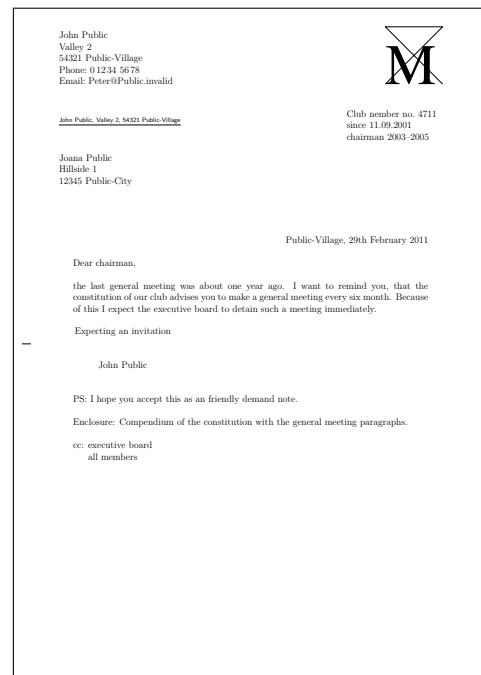 John Public
Valley 2
54321 Public-Village
Phone: 0 12 34 56 78
Email: Peter@Public.invalid
M
John Public, Valley 2, 54321 Public-Village
Club nember no. 4711
since 11.09.2001
chairman 2003–2005
Joana Public
Hillside 1
12345 Public-City
Public-Village, 29th February 2011
Dear chairman,
the last general meeting was about one year ago. I want to remind you, that the
constitution of our club advises you to make a general meeting every six month. Because
of this I expect the executive board to detain such a meeting immediately.
Expecting an invitation
John Public
PS: I hope you accept this as an friendly demand note.
Enclosure: Compendium of the constitution with the general meeting paragraphs.
cc: executive board
all members